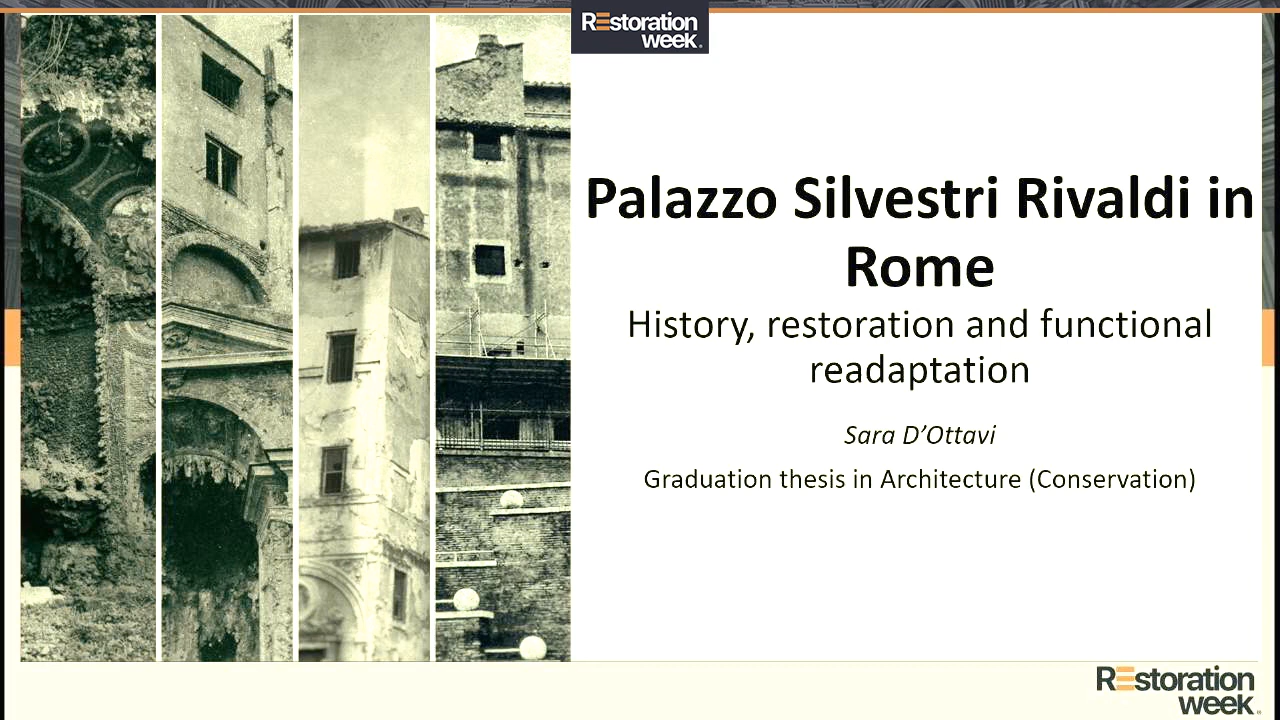 REstoration
week®
Palazzo Silvestri Rivaldi in
Rome
History, restoration and functional
readaptation
Sara D’Ottavi
Graduation thesis in Architecture (Conservation)
REstoration
week®